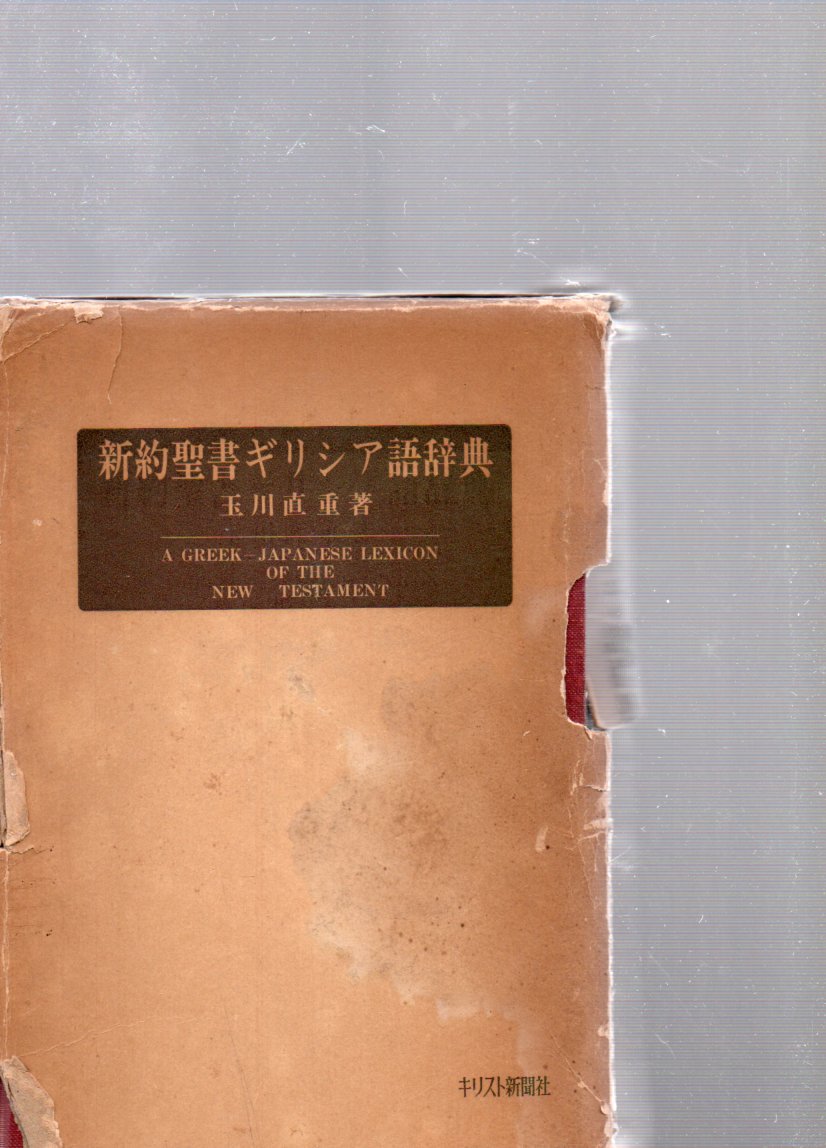 新約聖書ギリシア語辞典
玉川直重著
A GREEK-JAPANESE LEXICON
OF THE
NEW TESTAMENT
キリスト新聞社